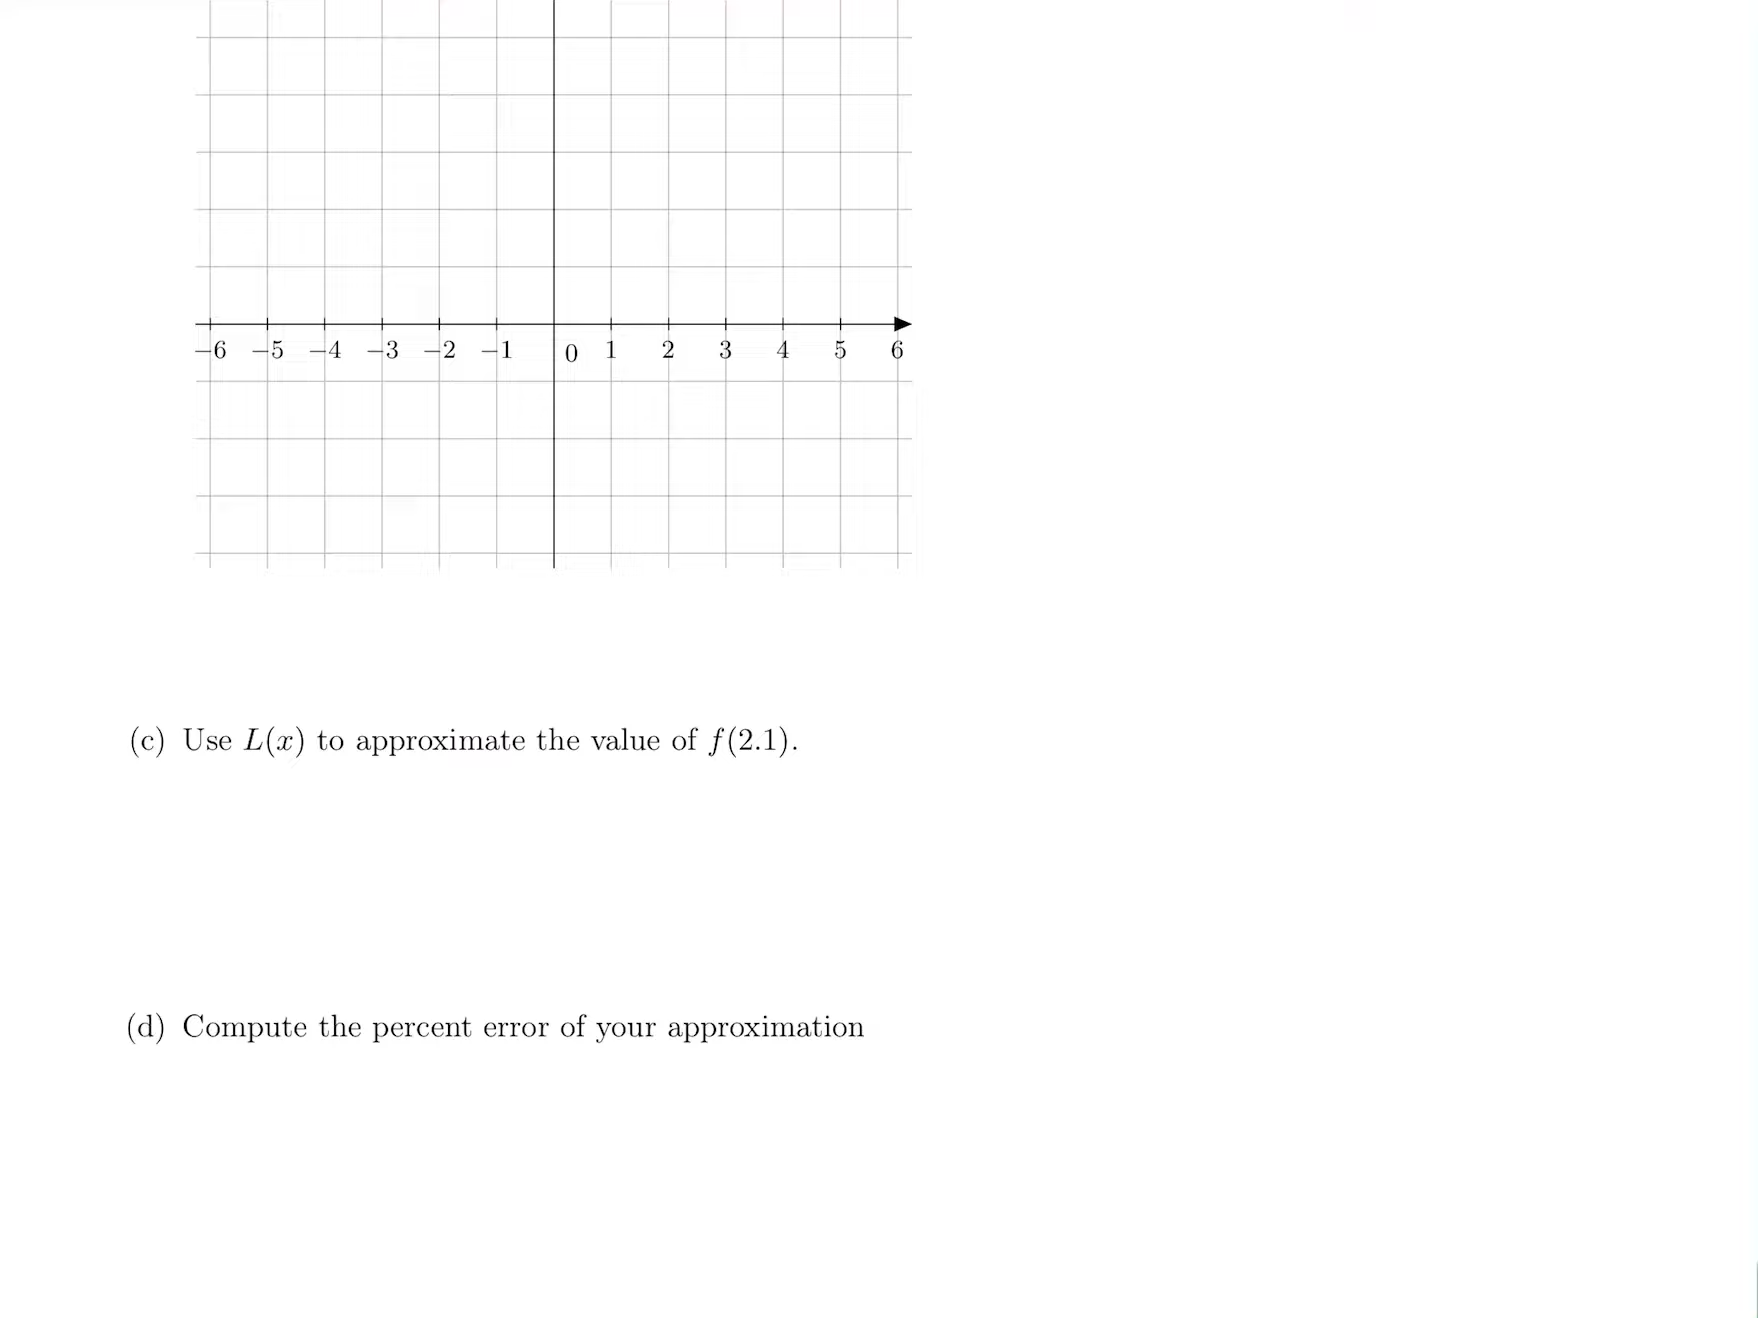 −6 −5 −4 −3 −2 −1 0 1 2 3 4 5 6
(c) Use L(x) to approximate the value of f(2.1).
(d) Compute the percent error of your approximation